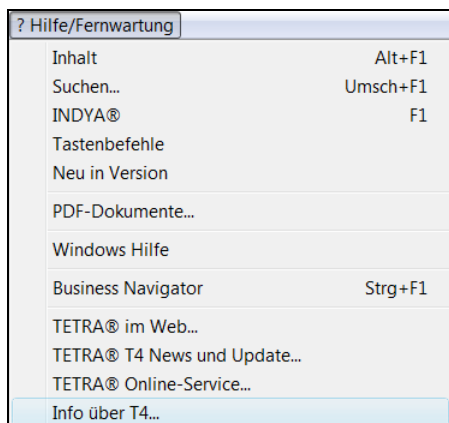 ? Hilfe/Fernwartung
Inhalt Alt+F1
Suchen... Umsch+F1
INDYA® F1
Tastenbefehle
Neu in Version
PDF-Dokumente...
Windows Hilfe
Business Navigator Strg+F1
TETRA® im Web...
TETRA® T4 News und Update...
TETRA® Online-Service...
Info über T4...